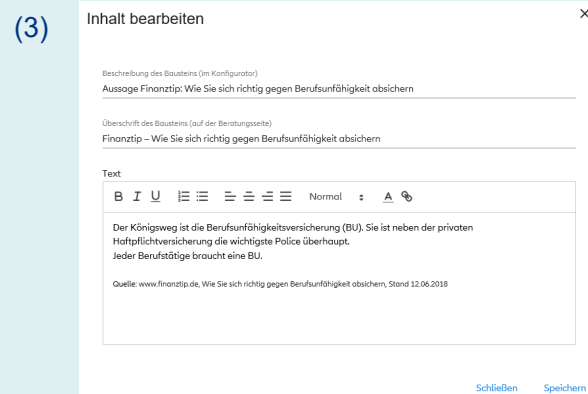 (3)
Inhalt bearbeiten
Beschreibung des Bausteins (im Konfigurator)
Aussage Finanztip: Wie Sie sich richtig gegen Berufsunfähigkeit absichern
Überschrift des Bausteins (auf der Beratungsseite)
Finanztip – Wie Sie sich richtig gegen Berufsunfähigkeit absichern
Text
B I U Normal A
Der Königsweg ist die Berufsunfähigkeitsversicherung (BU). Sie ist neben der privaten
Haftpflichtversicherung die wichtigste Police überhaupt.
Jeder Berufstätige braucht eine BU.
Quelle: www.finanztip.de, Wie Sie sich richtig gegen Berufsunfähigkeit absichern, Stand 12.06.2018
Schließen Speichern